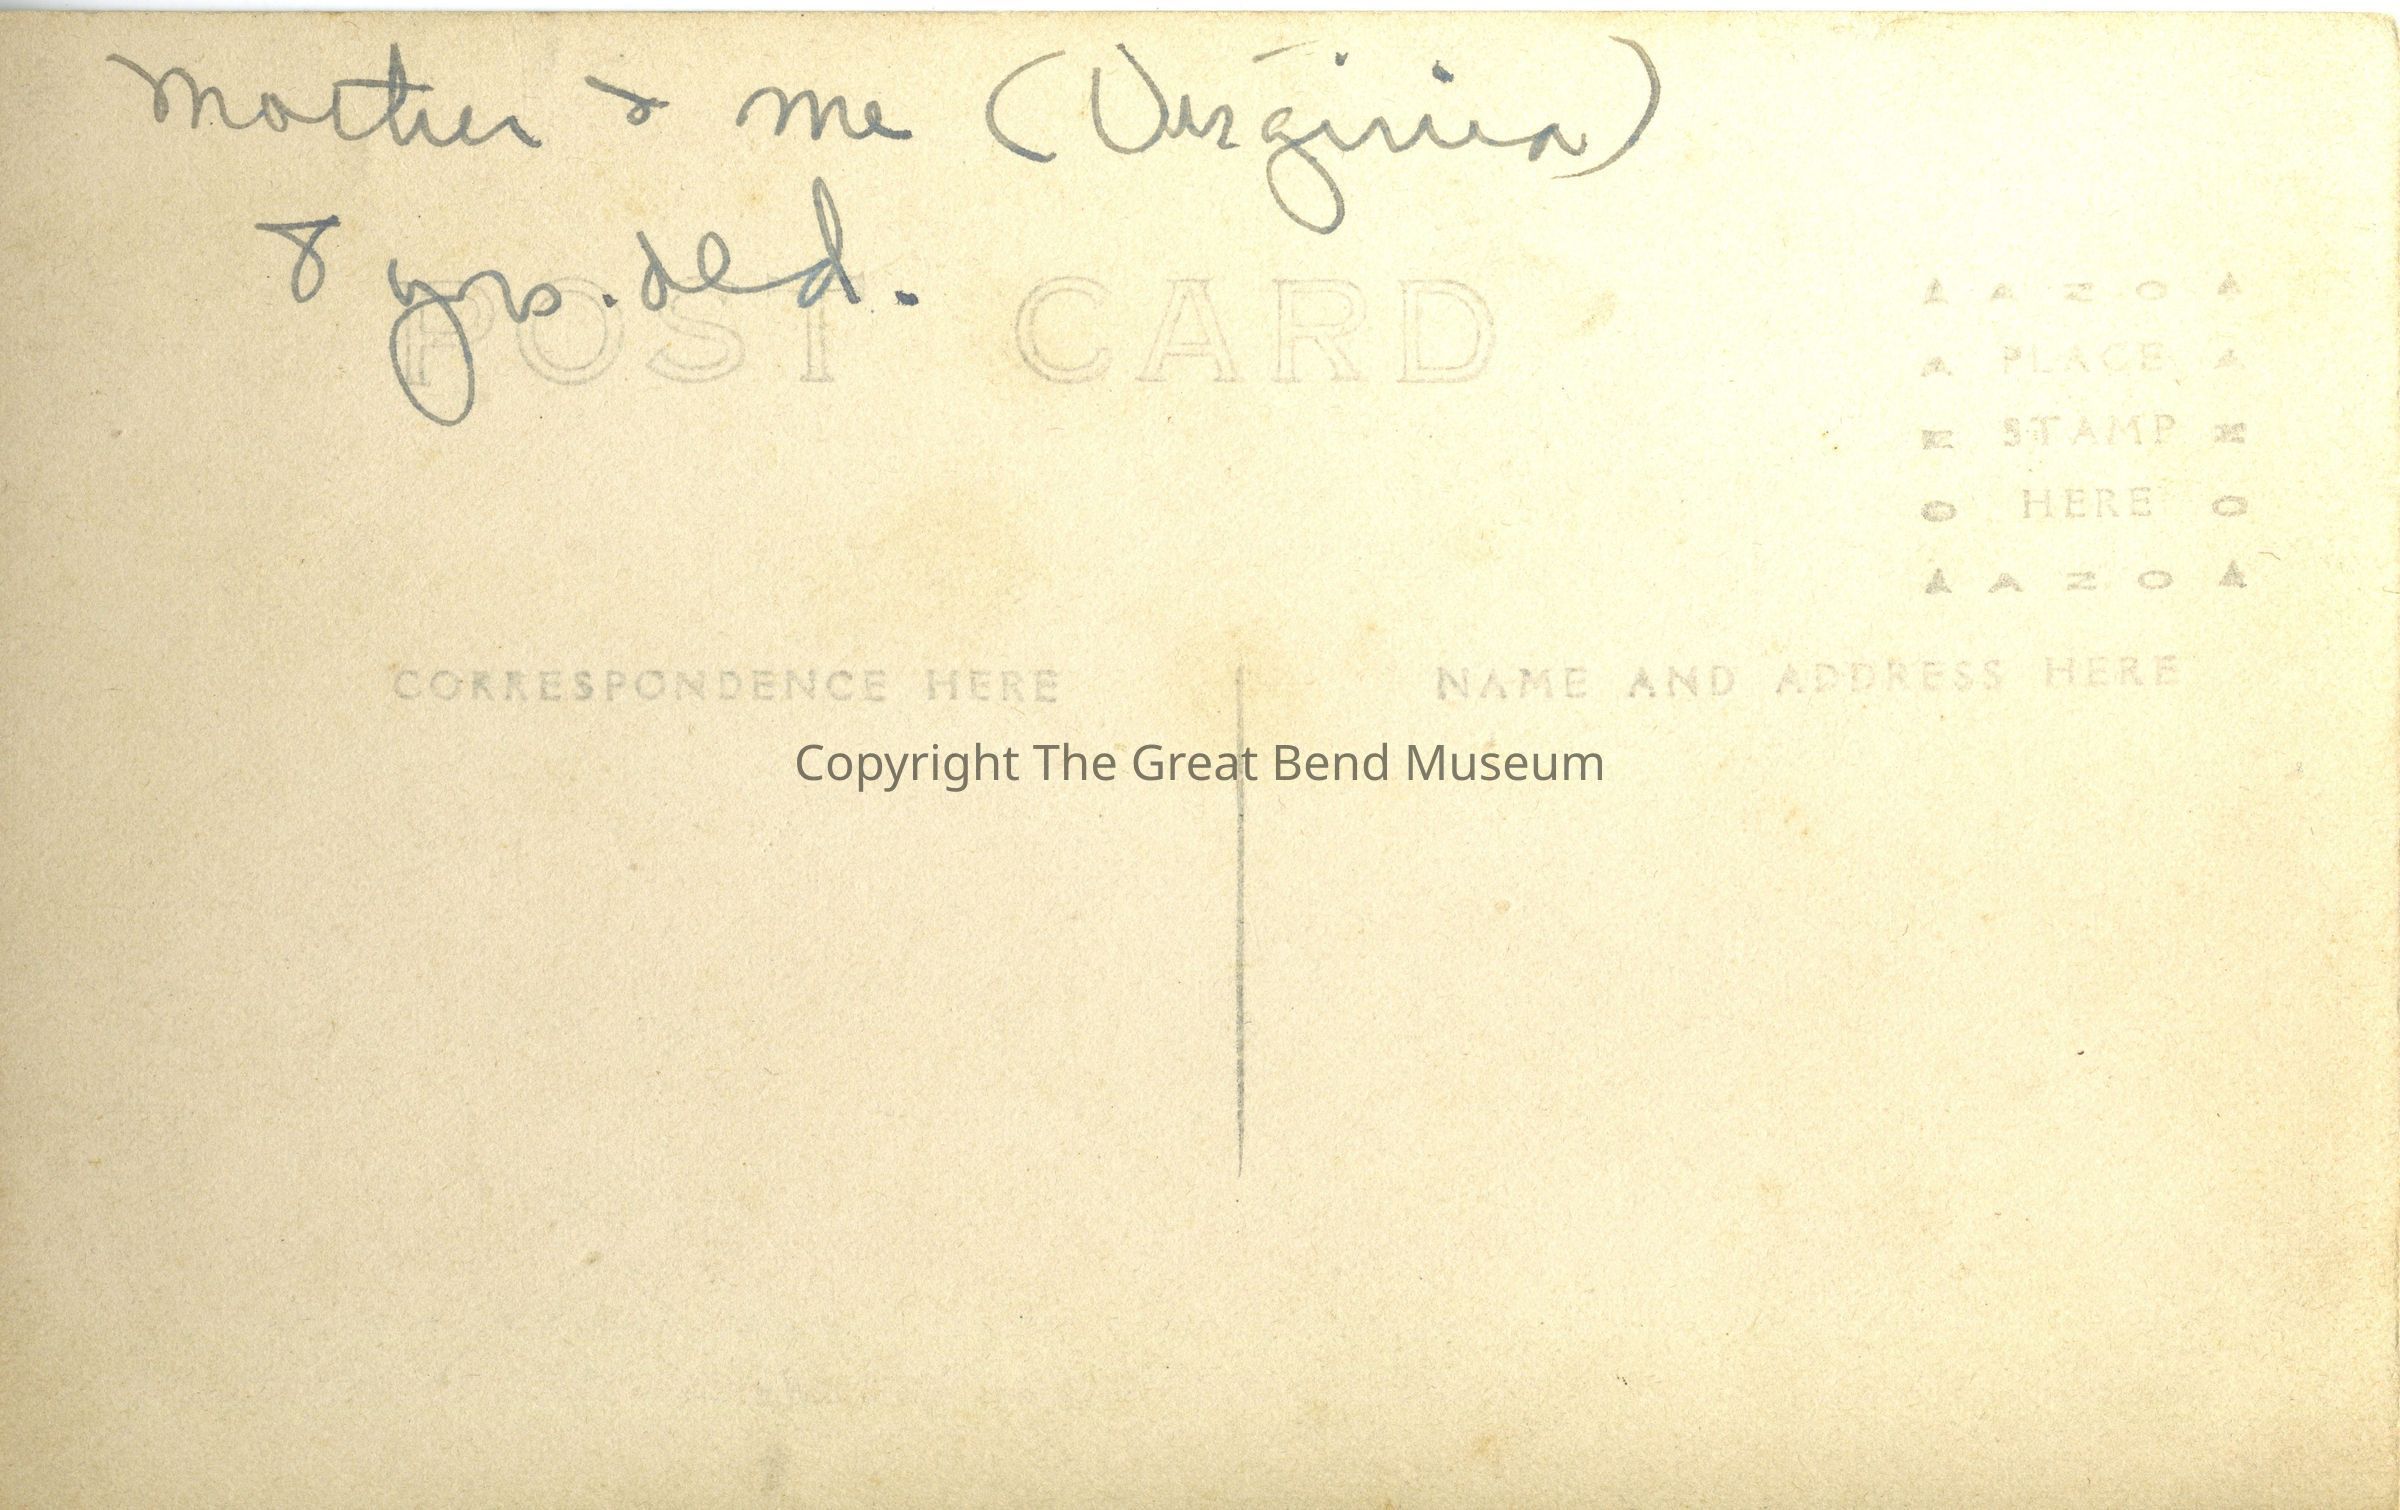 Mother & me (Virginia)
8 yrs. old.
POST CARD
AZO
PLACE
STAMP
HERE
AZO
CORRESPONDENCE HERE
NAME AND ADDRESS HERE
Copyright The Great Bend Museum